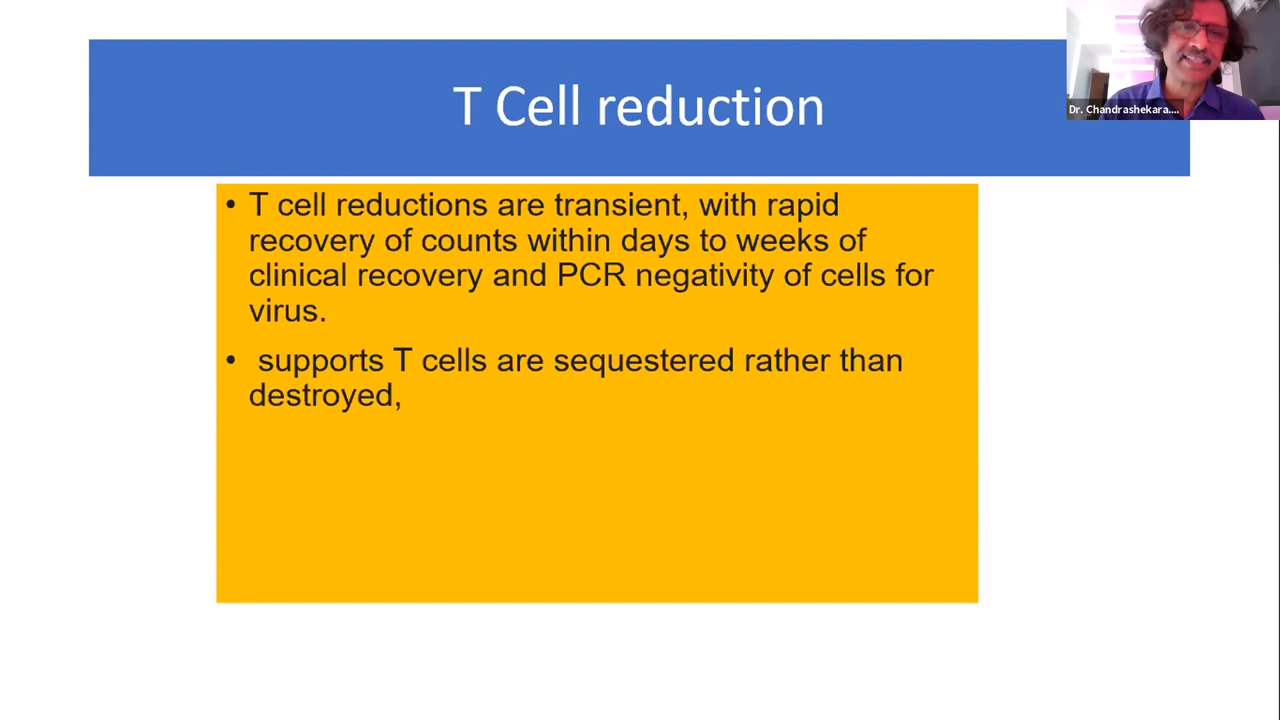 T Cell reduction
Dr. Chandrashekara....
• T cell reductions are transient, with rapid
recovery of counts within days to weeks of
clinical recovery and PCR negativity of cells for
virus.
• supports T cells are sequestered rather than
destroyed,